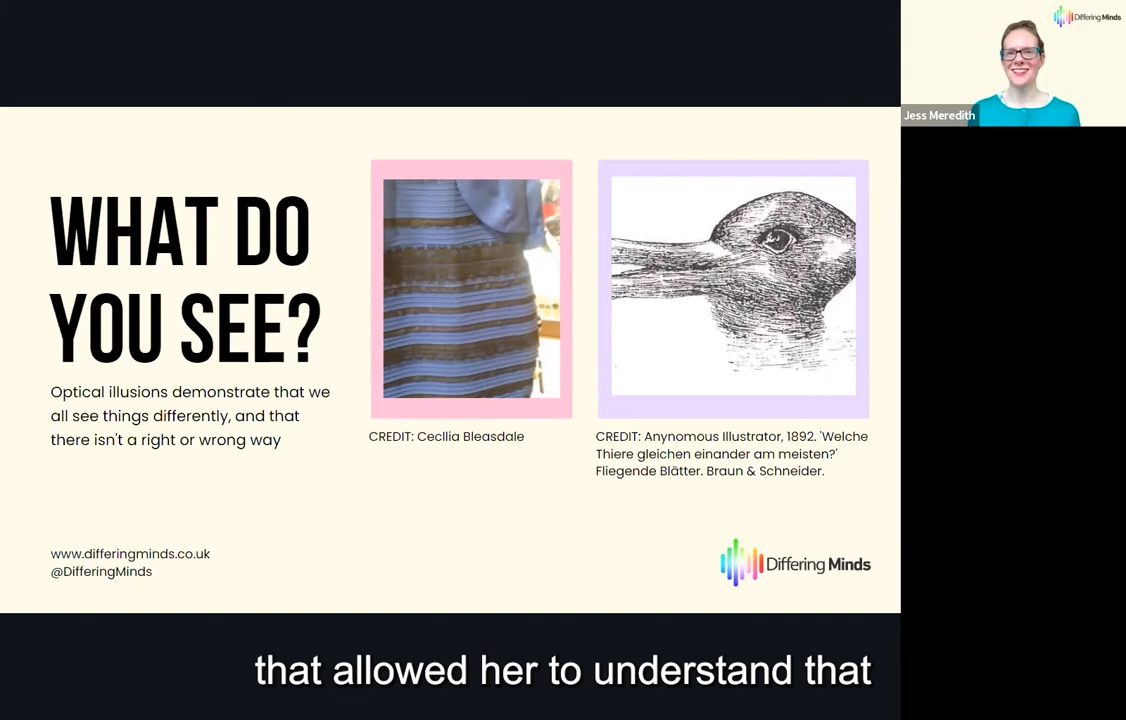 Differing Minds
Jess Meredith
WHAT DO
YOU SEE?
Optical illusions demonstrate that we
all see things differently, and that
there isn't a right or wrong way
CREDIT: Cecllia Bleasdale
CREDIT: Anynomous Illustrator, 1892. 'Welche
Thiere gleichen einander am meisten?'
Fliegende Blätter. Braun & Schneider.
www.differingminds.co.uk
@DifferingMinds
Differing Minds
that allowed her to understand that